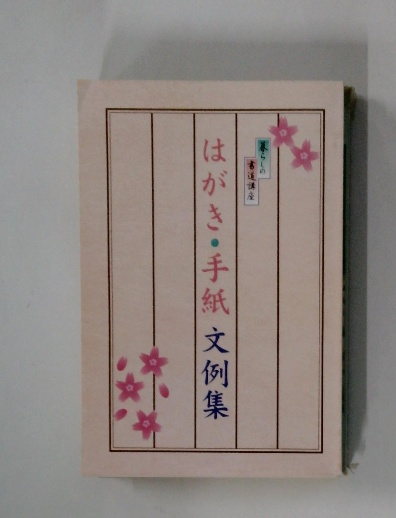 暮らしの
書道講座
はがき・手紙 文例集